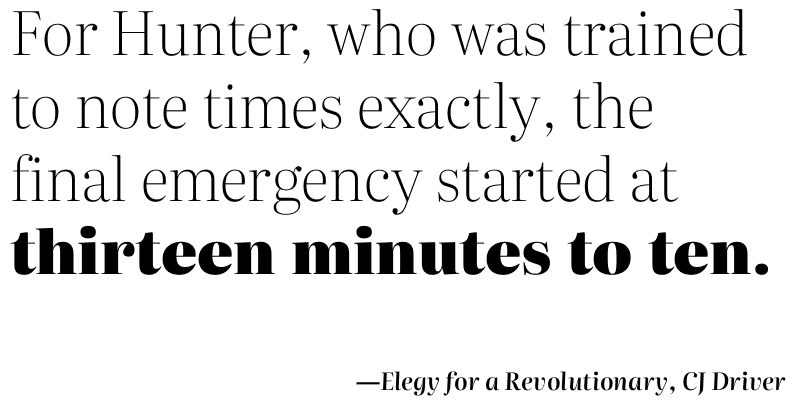 For Hunter, who was trained
to note times exactly, the
final emergency started at
thirteen minutes to ten.
—Elegy for a Revolutionary, CJ Driver